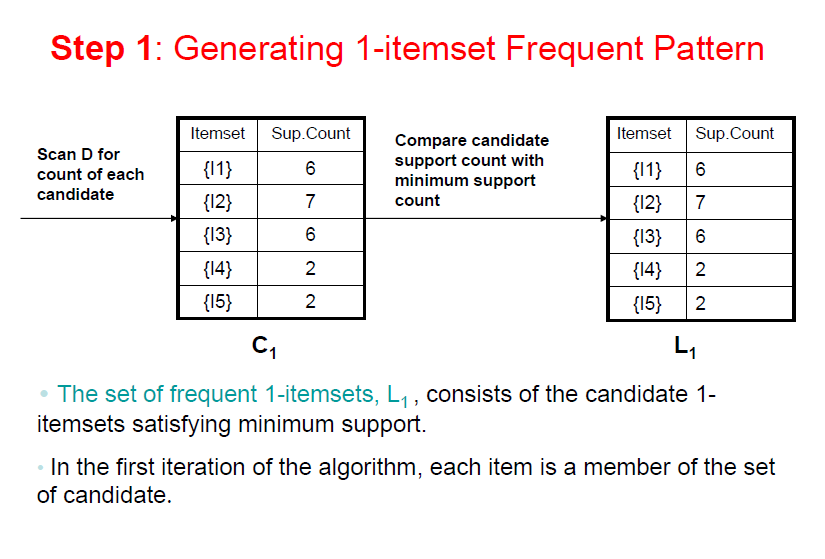 Step 1: Generating 1-itemset Frequent Pattern
Scan D for
count of each
candidate
Itemset Sup.Count
{I1} 6
{I2} 7
{I3} 6
{I4} 2
{I5} 2
C1
Compare candidate
support count with
minimum support
count
Itemset Sup.Count
{I1} 6
{I2} 7
{I3} 6
{I4} 2
{I5} 2
L1
• The set of frequent 1-itemsets, L1 , consists of the candidate 1-
itemsets satisfying minimum support.
• In the first iteration of the algorithm, each item is a member of the set
of candidate.